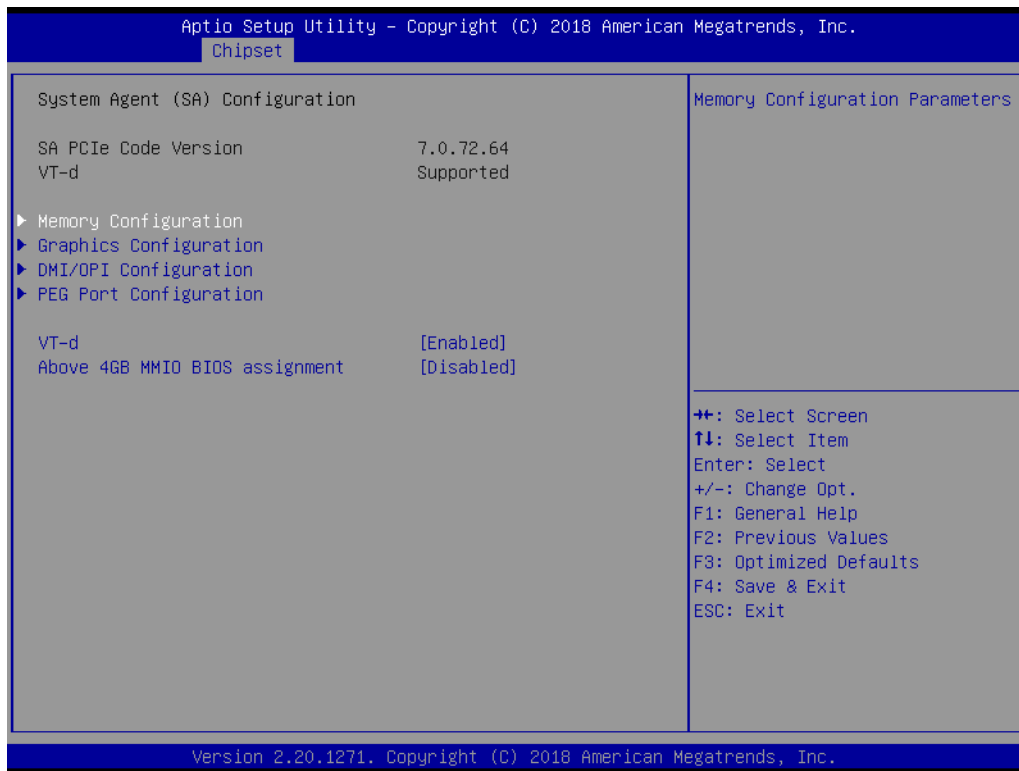 Aptio Setup Utility – Copyright (C) 2018 American Megatrends, Inc.
Chipset
System Agent (SA) Configuration
SA PCIe Code Version 7.0.72.64
VT-d Supported
Memory Configuration
Graphics Configuration
DMI/OPI Configuration
PEG Port Configuration
VT-d [Enabled]
Above 4GB MMIO BIOS assignment [Disabled]
Memory Configuration Parameters
→←: Select Screen
↑↓: Select Item
Enter: Select
+/-: Change Opt.
F1: General Help
F2: Previous Values
F3: Optimized Defaults
F4: Save & Exit
ESC: Exit
Version 2.20.1271. Copyright (C) 2018 American Megatrends, Inc.